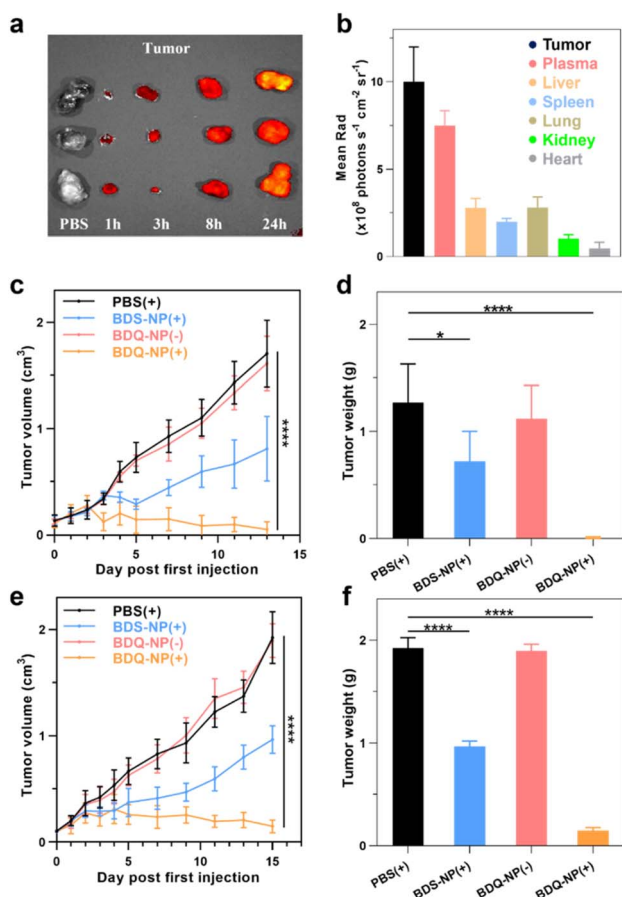 a
Tumor
PBS 1h 3h 8h 24h
b
Mean Rad
(x10⁸ photons s⁻¹ cm⁻² sr⁻¹)
10
5
0
Tumor
Plasma
Liver
Spleen
Lung
Kidney
Heart
c
Tumor volume (cm³)
2
1
0
PBS(+)
BDS-NP(+)
BDQ-NP(-)
BDQ-NP(+)
****
0 5 10 15
Day post first injection
d
Tumor weight (g)
2
1
0
****
*
PBS(+) BDS-NP(+) BDQ-NP(-) BDQ-NP(+)
e
Tumor volume (cm³)
2
1
0
PBS(+)
BDS-NP(+)
BDQ-NP(-)
BDQ-NP(+)
****
0 5 10 15
Day post first injection
f
Tumor weight (g)
2
1
0
****
****
PBS(+) BDS-NP(+) BDQ-NP(-) BDQ-NP(+)